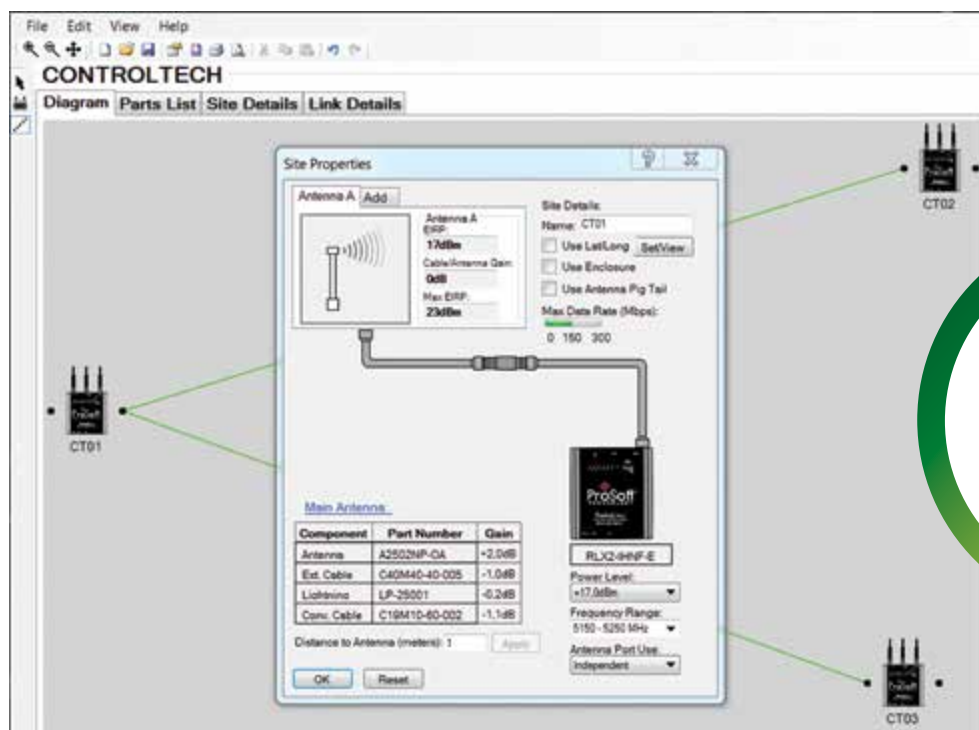 File Edit View Help
CONTROLTECH
Diagram Parts List Site Details Link Details
Site Properties
Antenna A Add
Antenna A
EIRP:
17dBm
Cable/Antenna Gain:
0dB
Max EIRP:
23dBm
Site Details:
Name: CT01
Use Lat/Long Set/View
Use Enclosure
Use Antenna Pig Tail
Max Data Rate (Mbps):
0 150 300
CT02
CT01
ProSoft
RLX2-IHNF-E
Main Antenna:
Component Part Number Gain
Antenna A2502NP-OA +2.0dB
Ext. Cable C40M40-40-005 -1.0dB
Lightning LP-25001 -0.2dB
Conv. Cable C19M10-60-002 -1.1dB
Distance to Antenna (meters): 1 Apply
OK Reset
Power Level:
+17.0dBm
Frequency Range:
5150 - 5250 MHz
Antenna Port Use:
Independent
CT03